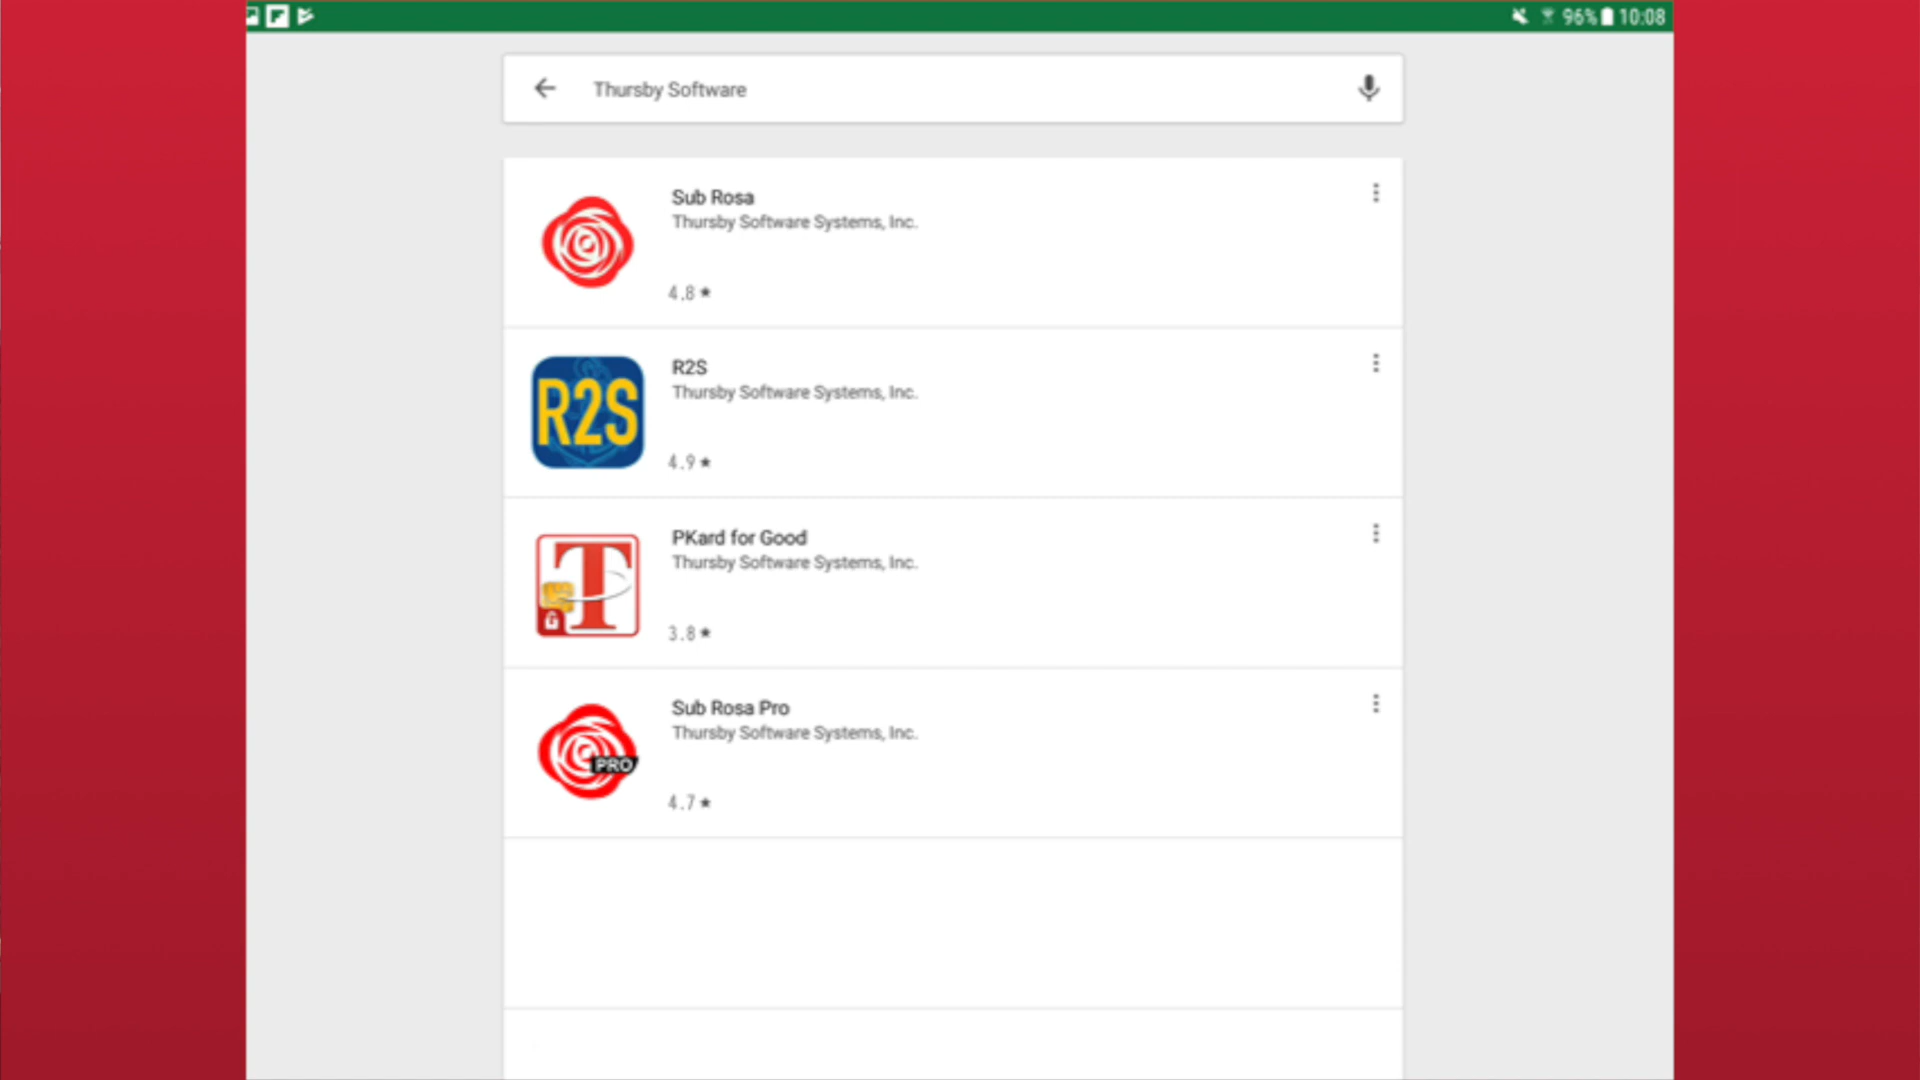 96% 10:08
Thursby Software
Sub Rosa
Thursby Software Systems, Inc.
4.8 ★
R2S
R2S
Thursby Software Systems, Inc.
4.9 ★
T
PKard for Good
Thursby Software Systems, Inc.
3.8 ★
PRO
Sub Rosa Pro
Thursby Software Systems, Inc.
4.7 ★